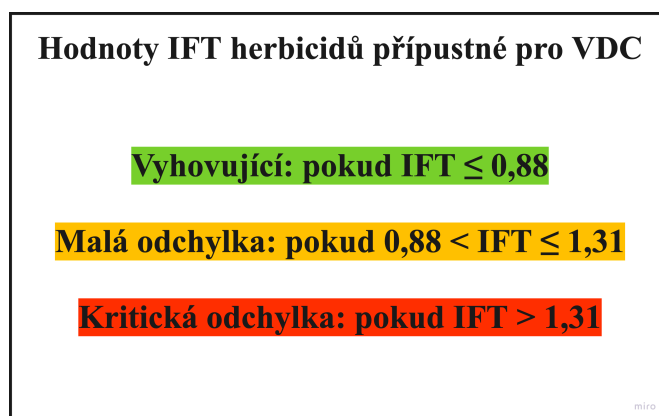 Hodnoty IFT herbicidů přípustné pro VDC
Vyhovující: pokud IFT ≤ 0,88
Malá odchylka: pokud 0,88 < IFT ≤ 1,31
Kritická odchylka: pokud IFT > 1,31
miro